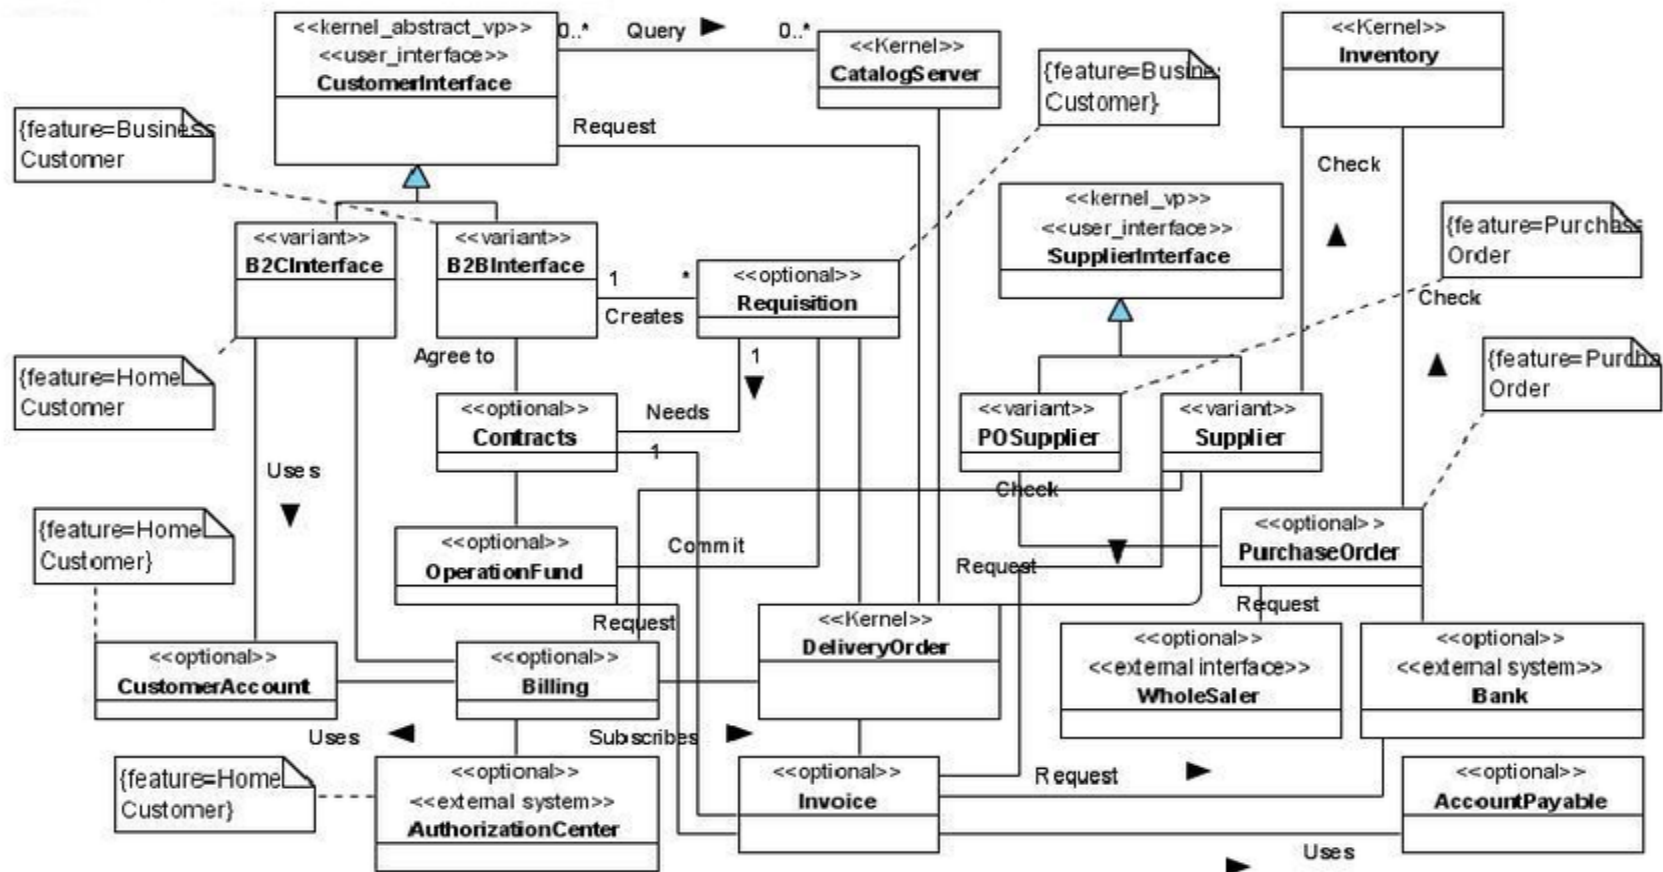 <<kernel_abstract_vp>>
<<user_interface>>
CustomerInterface
0..*
Query
0..*
<<Kernel>>
CatalogServer
<<Kernel>>
Inventory
{feature=Busine
Customer}
{feature=Business
Customer
Request
Check
<<kernel_vp>>
<<user_interface>>
SupplierInterface
{feature=Purchas
Order
<<variant>>
B2CInterface
<<variant>>
B2BInterface
1
*
Creates
<<optional>>
Requisition
Check
Agree to
1
{feature=Home
Customer
{feature=Purcha
Order
<<optional>>
Contracts
Needs
1
<<variant>>
POSupplier
<<variant>>
Supplier
Uses
Check
{feature=Home
Customer}
<<optional>>
OperationFund
Commit
Request
<<optional>>
PurchaseOrder
Request
Request
<<Kernel>>
DeliveryOrder
<<optional>>
CustomerAccount
<<optional>>
Billing
<<optional>>
<<external interface>>
WholeSaler
<<optional>>
<<external system>>
Bank
Uses
Subscribes
{feature=Home
Customer}
<<optional>>
<<external system>>
AuthorizationCenter
<<optional>>
Invoice
Request
<<optional>>
AccountPayable
Uses